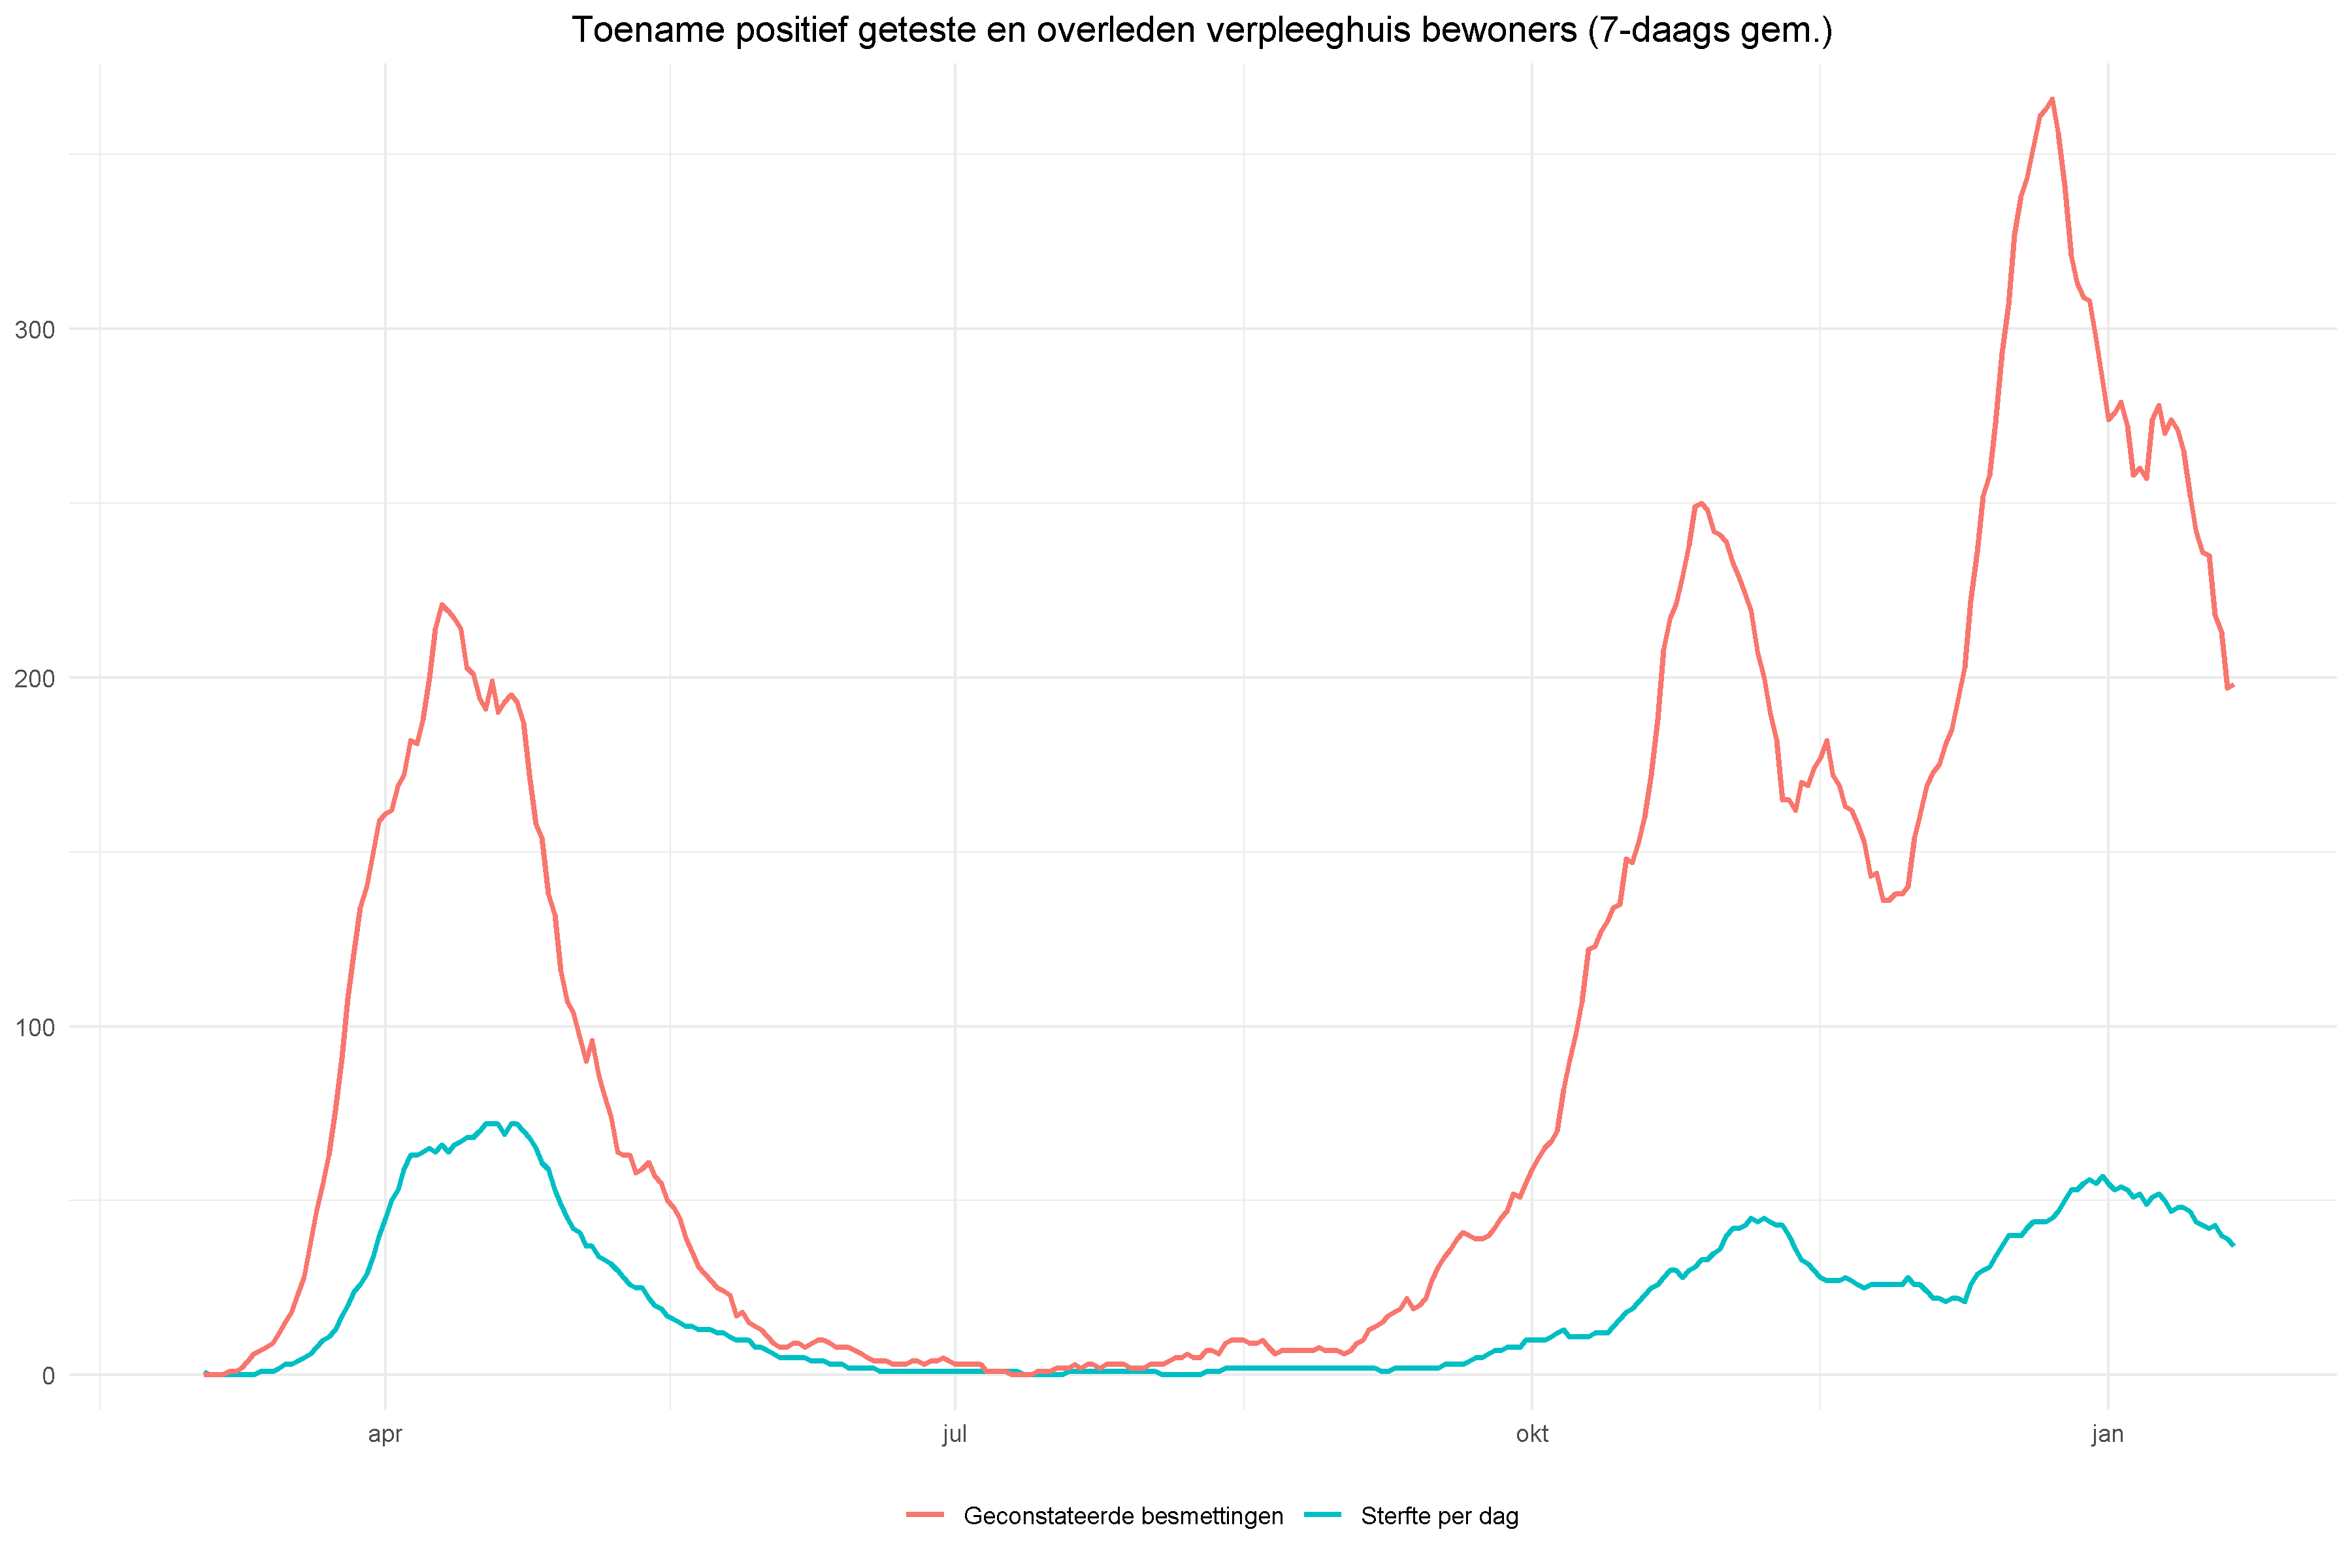 Toename positief geteste en overleden verpleeghuis bewoners (7-daags gem.)
300
200
100
0
apr jul okt jan
Geconstateerde besmettingen Sterfte per dag